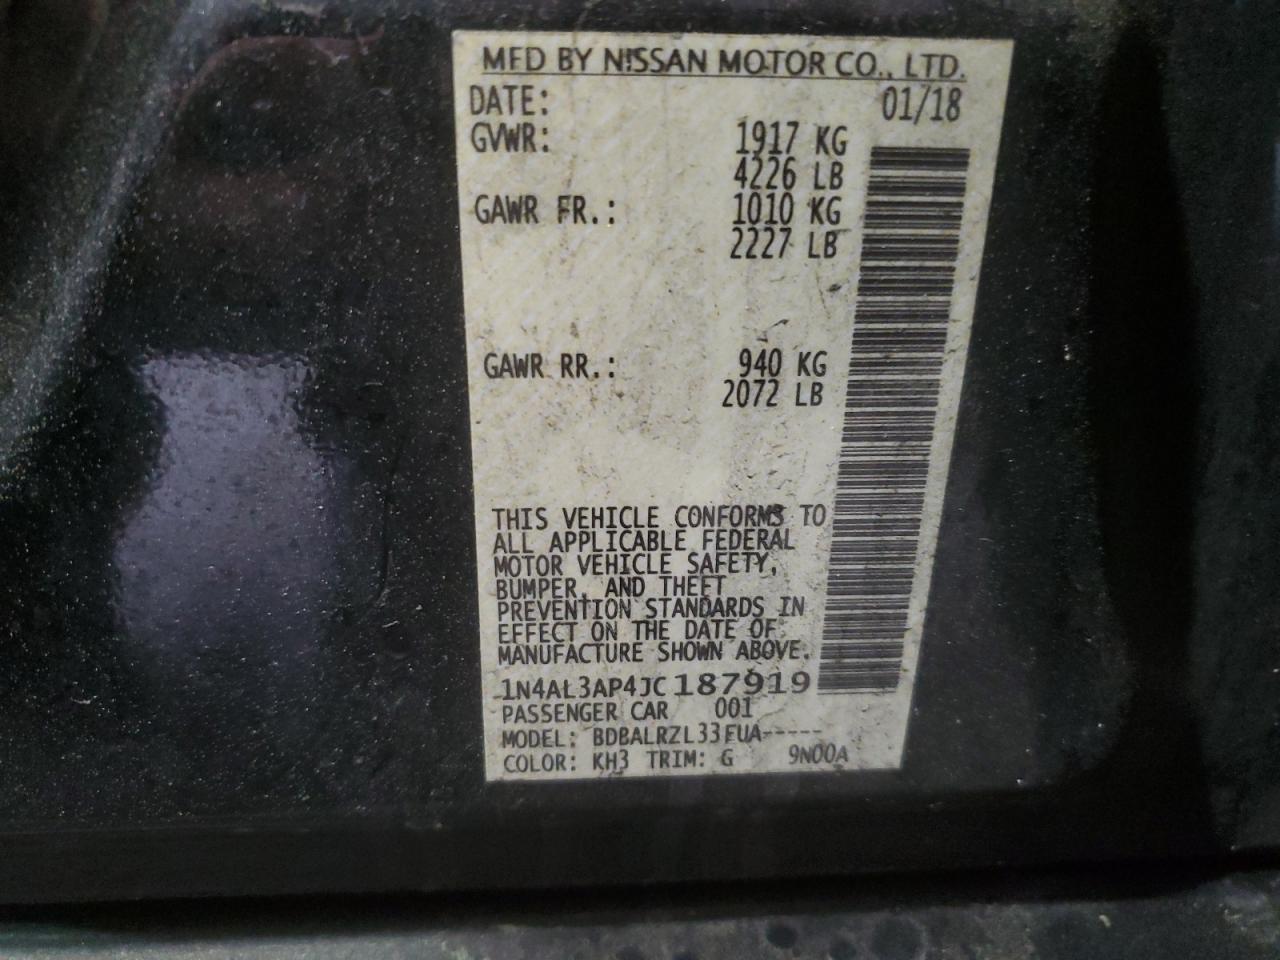 MFD BY NISSAN MOTOR CO., LTD.
DATE: 01/18
GVWR: 1917 KG
4226 LB
GAWR FR.: 1010 KG
2227 LB
GAWR RR.: 940 KG
2072 LB
THIS VEHICLE CONFORMS TO
ALL APPLICABLE FEDERAL
MOTOR VEHICLE SAFETY,
BUMPER, AND THEFT
PREVENTION STANDARDS IN
EFFECT ON THE DATE OF
MANUFACTURE SHOWN ABOVE.
1N4AL3AP4JC187919
PASSENGER CAR 001
MODEL: BDBALRZL33EUA-----
COLOR: KH3 TRIM: G 9N00A